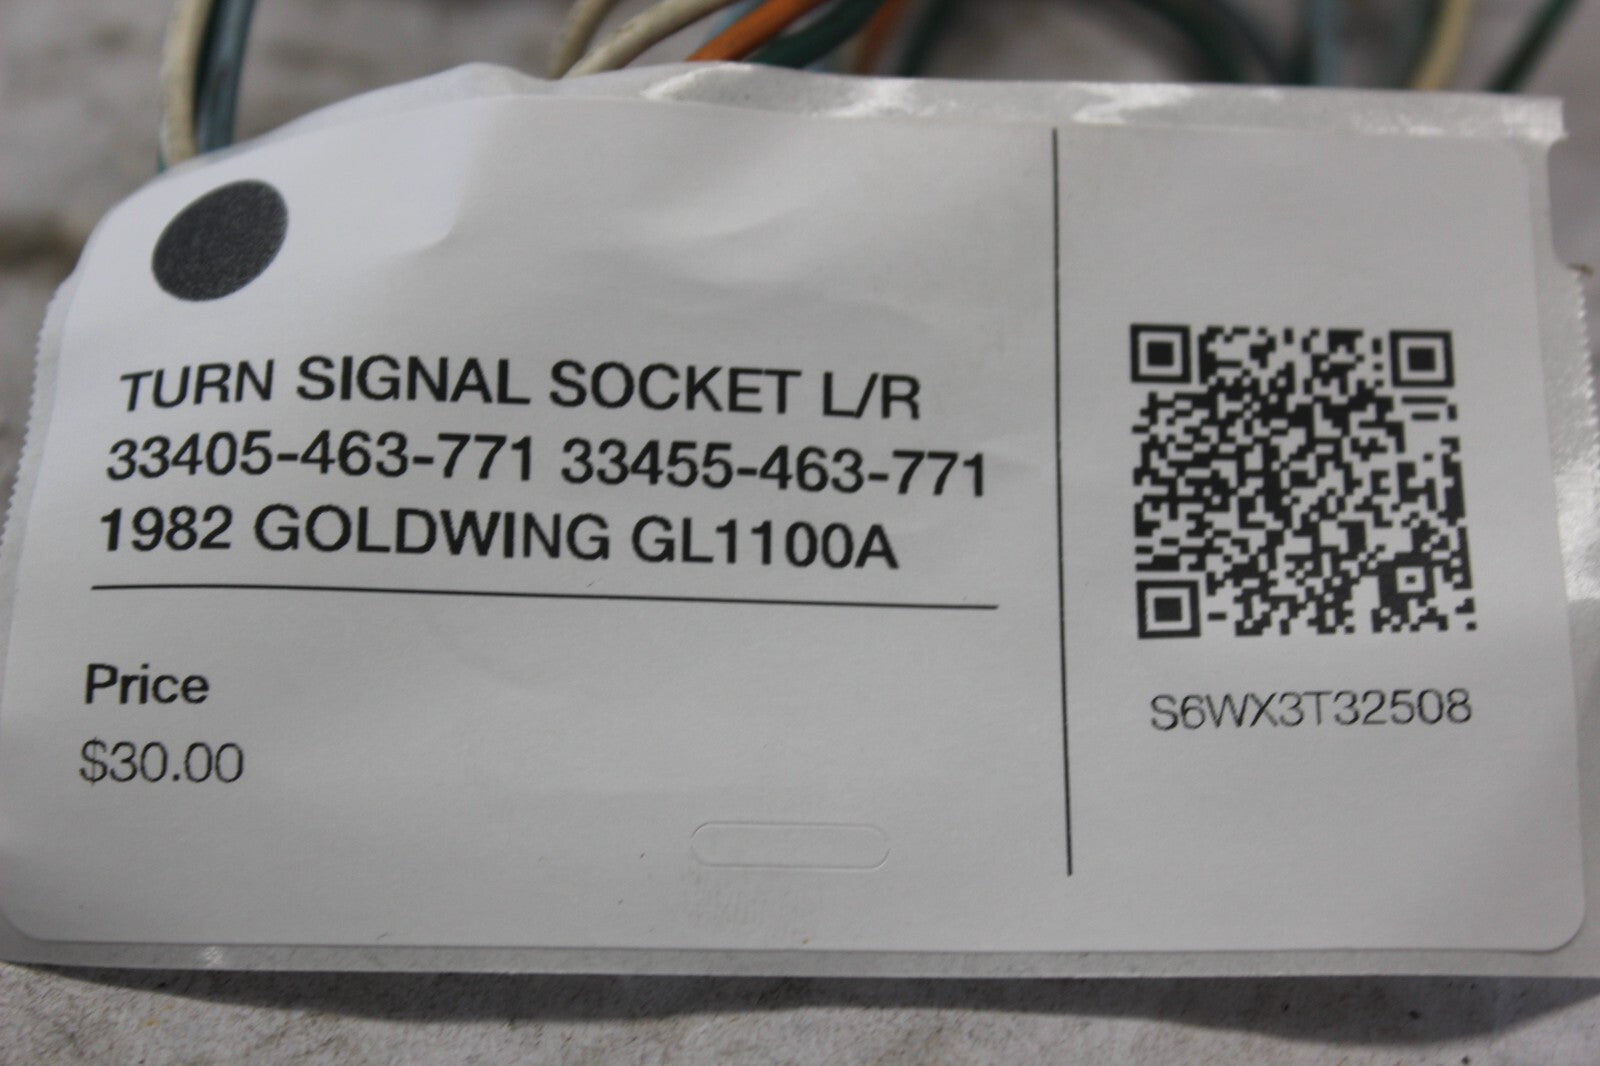 TURN SIGNAL SOCKET L/R
33405-463-771 33455-463-771
1982 GOLDWING GL1100A
Price
$30.00
S6WX3T32508